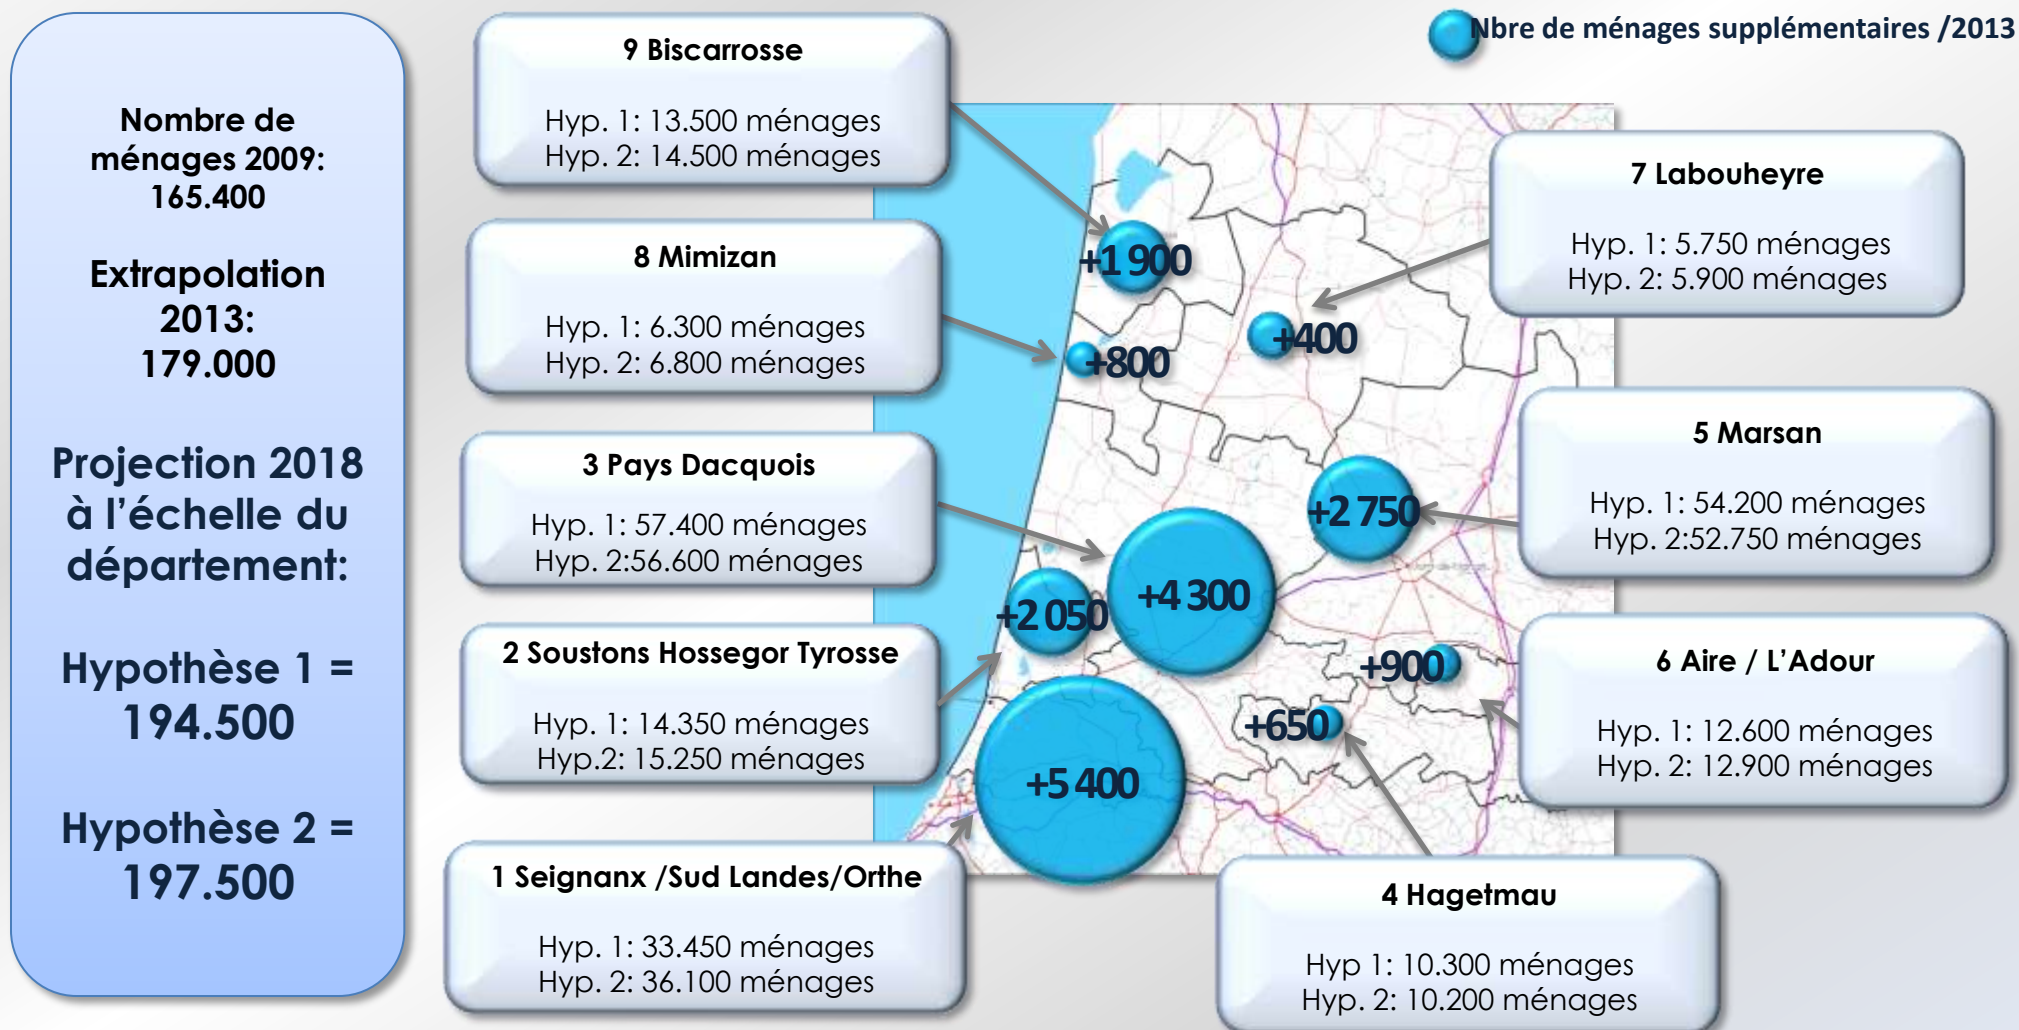 Nbre de ménages supplémentaires /2013
Nombre de
ménages 2009:
165.400
Extrapolation
2013:
179.000
Projection 2018
à l'échelle du
département:
Hypothèse 1 =
194.500
Hypothèse 2 =
197.500
9 Biscarrosse
Hyp. 1: 13.500 ménages
Hyp. 2: 14.500 ménages
8 Mimizan
Hyp. 1: 6.300 ménages
Hyp. 2: 6.800 ménages
3 Pays Dacquois
Hyp. 1: 57.400 ménages
Hyp. 2:56.600 ménages
2 Soustons Hossegor Tyrosse
Hyp. 1: 14.350 ménages
Hyp.2: 15.250 ménages
1 Seignanx /Sud Landes/Orthe
Hyp. 1: 33.450 ménages
Hyp. 2: 36.100 ménages
+1 900
+400
+800
+2 750
+4 300
+2 050
+900
+650
+5 400
7 Labouheyre
Hyp. 1: 5.750 ménages
Hyp. 2: 5.900 ménages
5 Marsan
Hyp. 1: 54.200 ménages
Hyp. 2:52.750 ménages
6 Aire / L'Adour
Hyp. 1: 12.600 ménages
Hyp. 2: 12.900 ménages
4 Hagetmau
Hyp 1: 10.300 ménages
Hyp. 2: 10.200 ménages